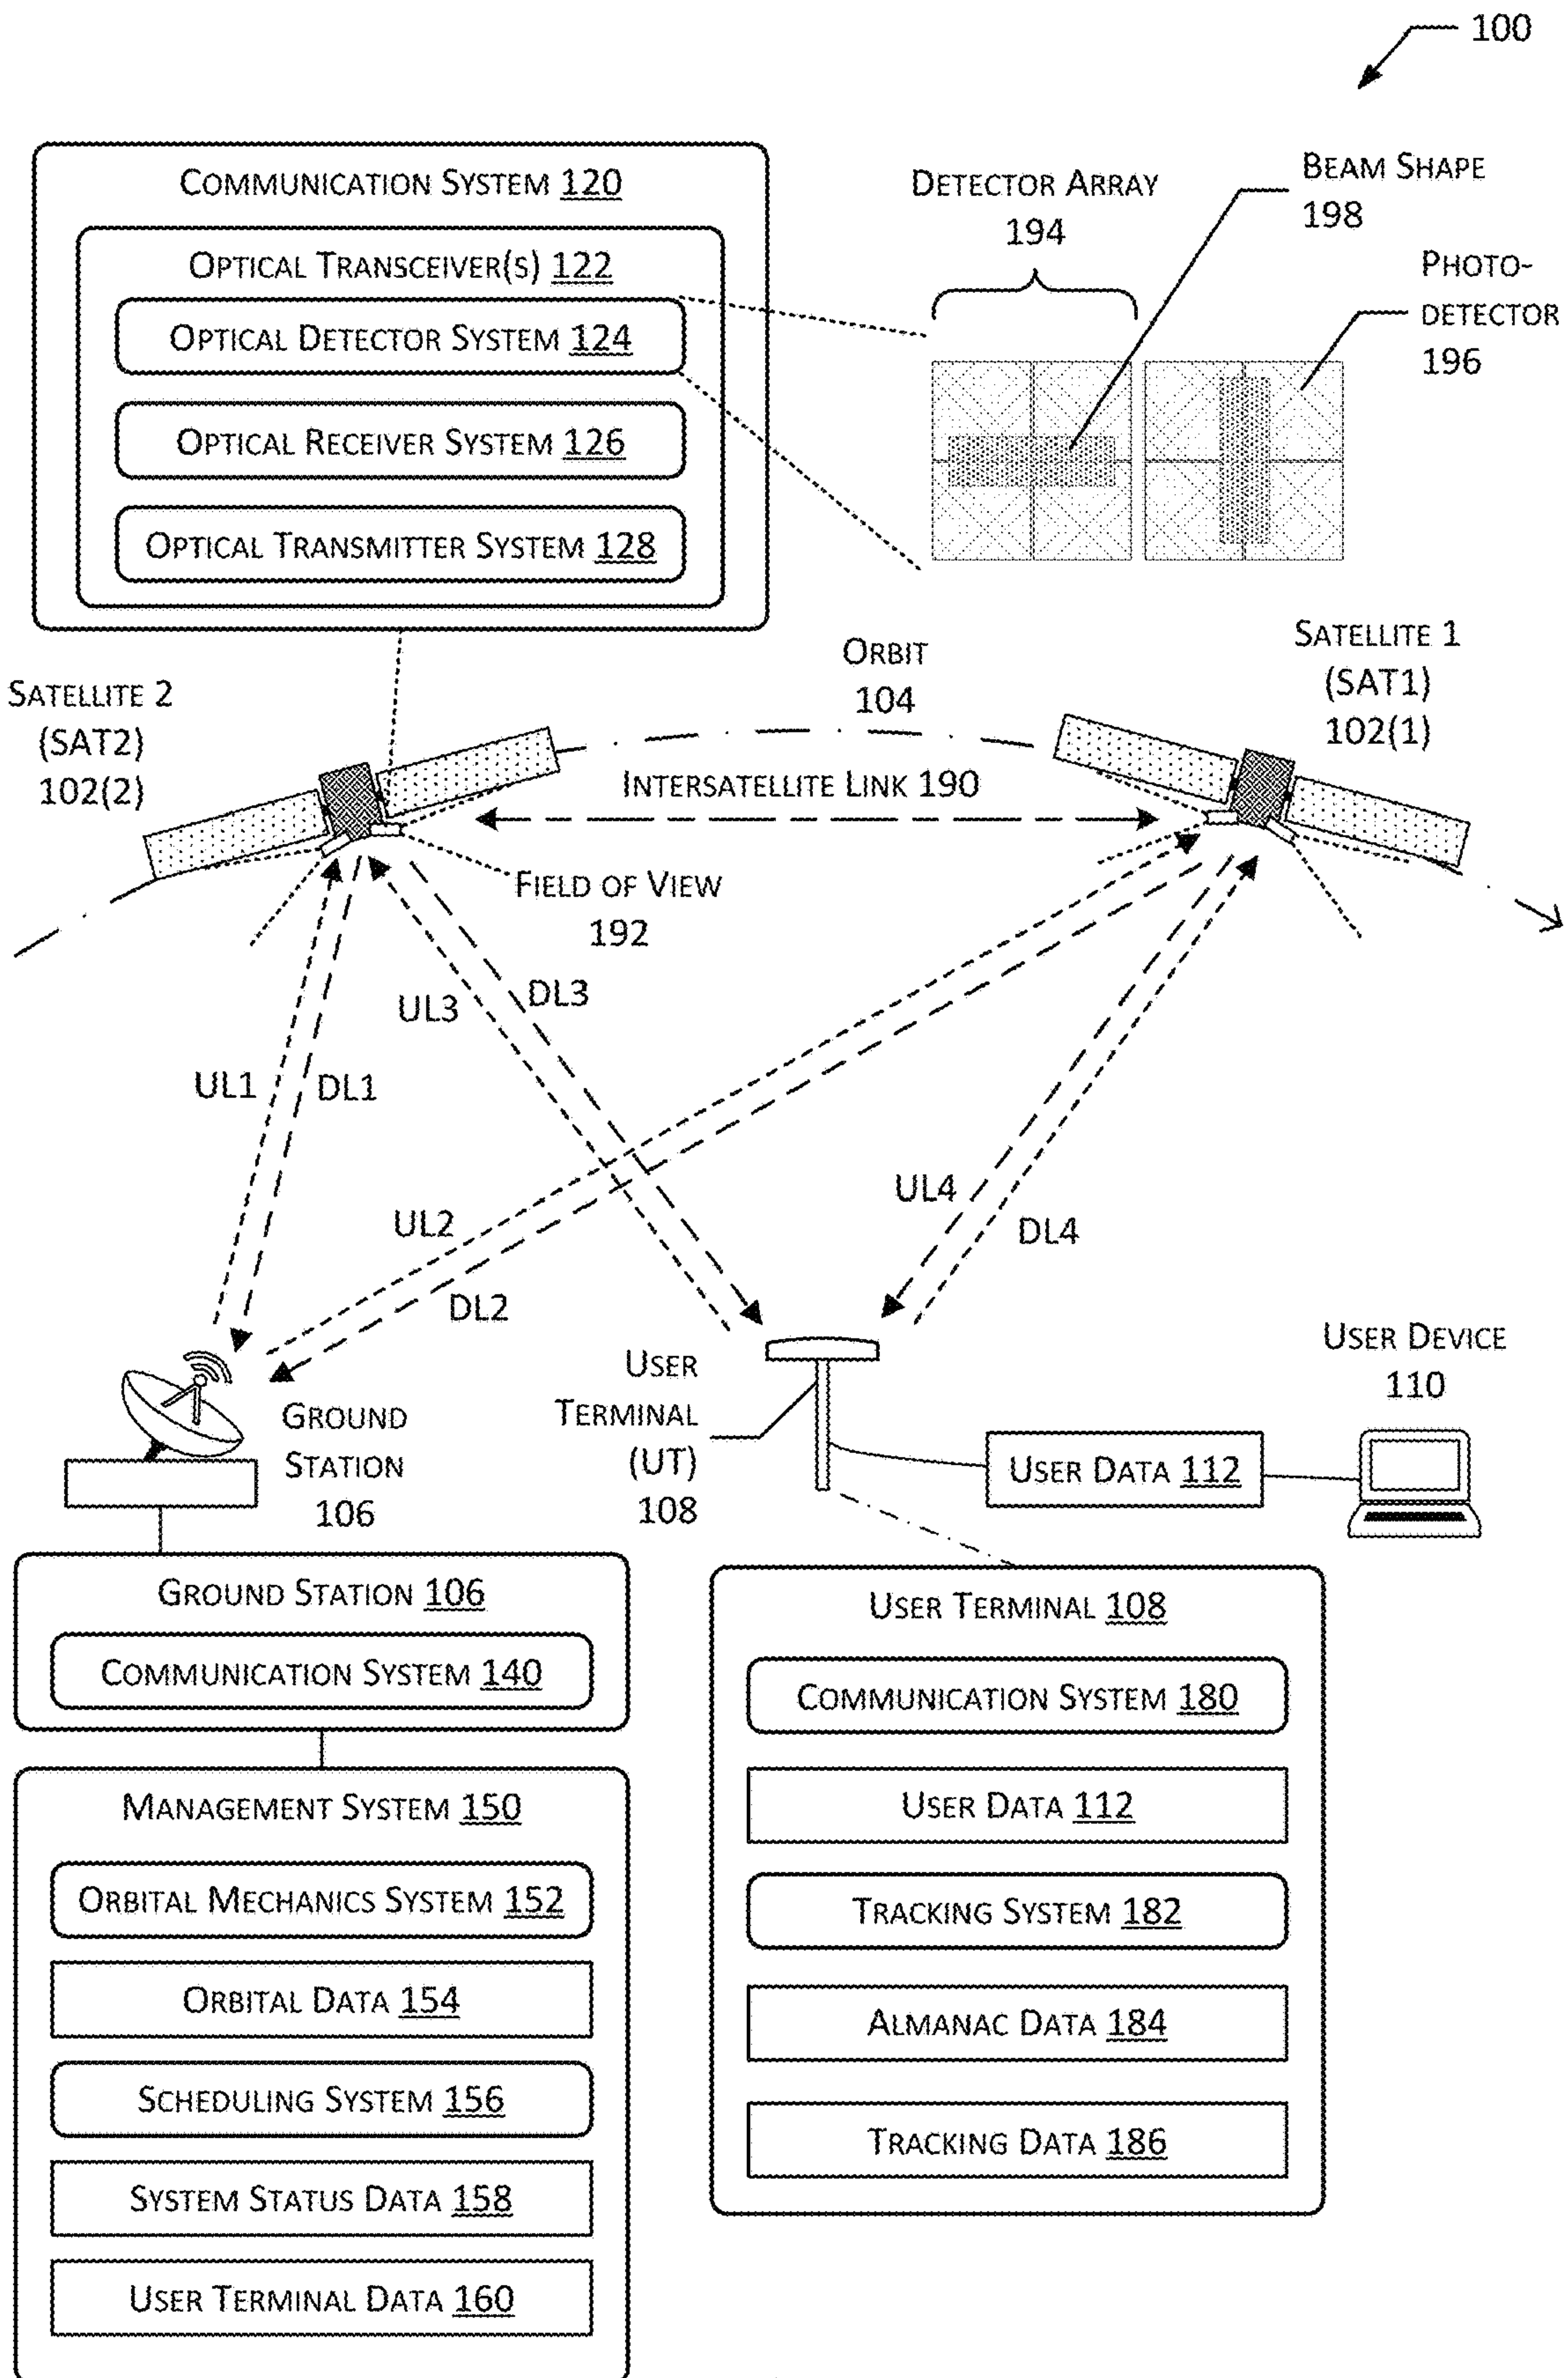 100
COMMUNICATION SYSTEM 120
OPTICAL TRANSCEIVER(S) 122
OPTICAL DETECTOR SYSTEM 124
OPTICAL RECEIVER SYSTEM 126
OPTICAL TRANSMITTER SYSTEM 128
DETECTOR ARRAY
194
BEAM SHAPE
198
PHOTO-
DETECTOR
196
SATELLITE 2
(SAT2)
102(2)
ORBIT
104
SATELLITE 1
(SAT1)
102(1)
INTERSATELLITE LINK 190
FIELD OF VIEW
192
UL3
DL3
UL1
DL1
UL2
DL2
UL4
DL4
GROUND
STATION
106
USER
TERMINAL
(UT)
108
USER DATA 112
USER DEVICE
110
GROUND STATION 106
COMMUNICATION SYSTEM 140
MANAGEMENT SYSTEM 150
ORBITAL MECHANICS SYSTEM 152
ORBITAL DATA 154
SCHEDULING SYSTEM 156
SYSTEM STATUS DATA 158
USER TERMINAL DATA 160
USER TERMINAL 108
COMMUNICATION SYSTEM 180
USER DATA 112
TRACKING SYSTEM 182
ALMANAC DATA 184
TRACKING DATA 186